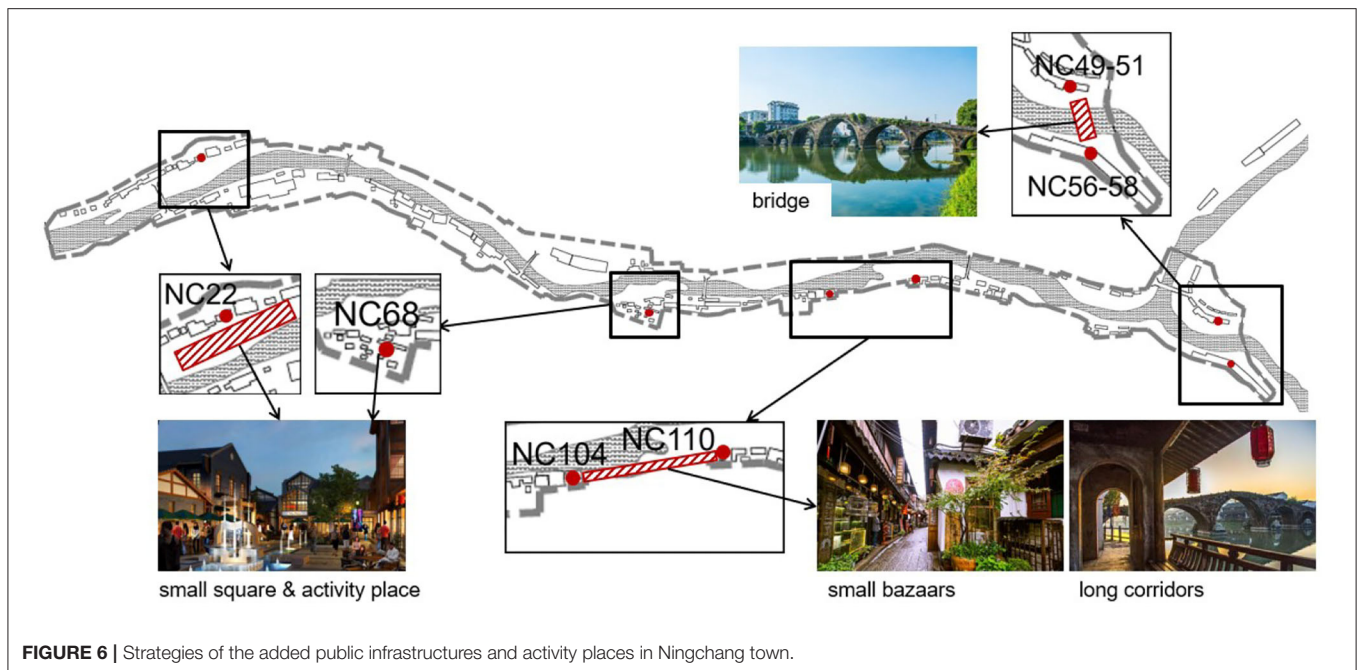 NC49-51
bridge
NC56-58
NC22
NC68
NC104
NC110
small square & activity place
small bazaars
long corridors
FIGURE 6 | Strategies of the added public infrastructures and activity places in Ningchang town.